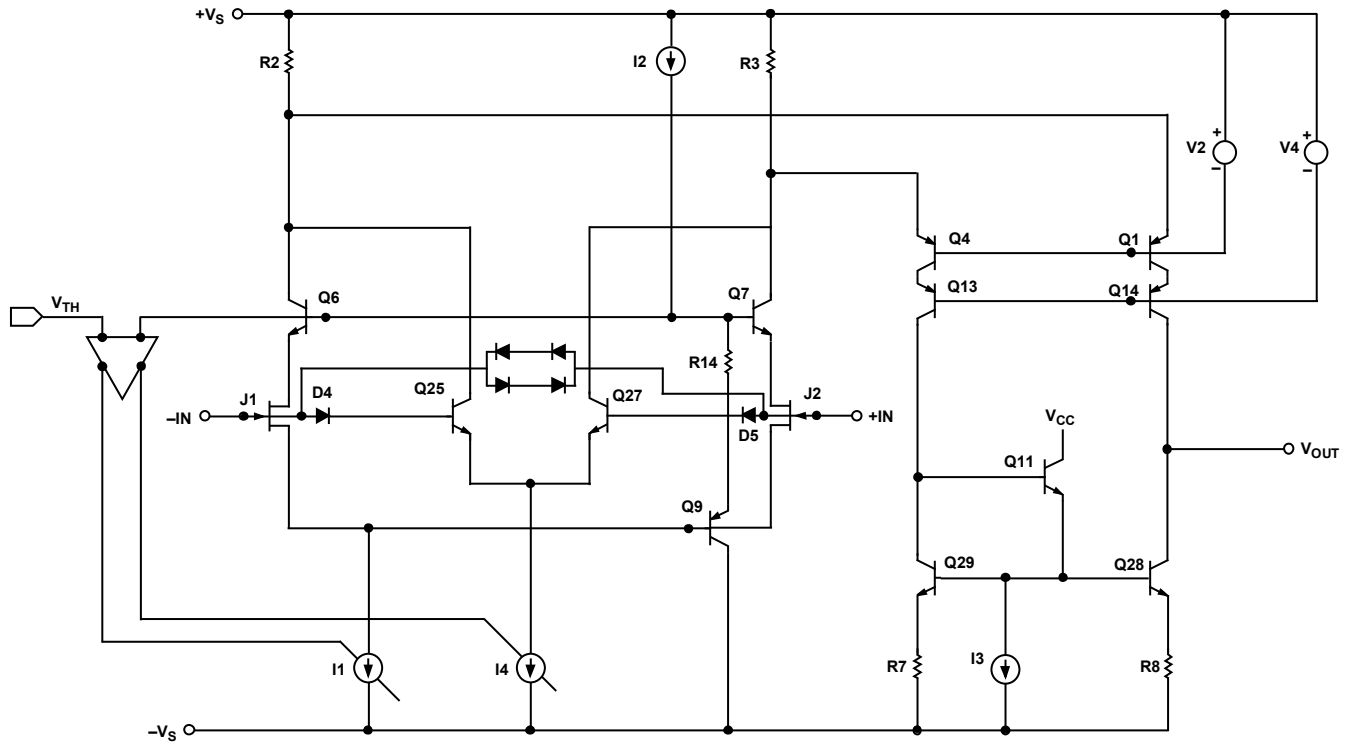 +VS
R2
I2
R3
V2
+
–
V4
+
–
Q4
Q1
Q13
Q14
VTH
Q6
Q7
R14
J1
D4
Q25
Q27
J2
–IN
+IN
D5
VCC
Q11
VOUT
Q9
Q29
Q28
I1
I4
R7
I3
R8
–VS